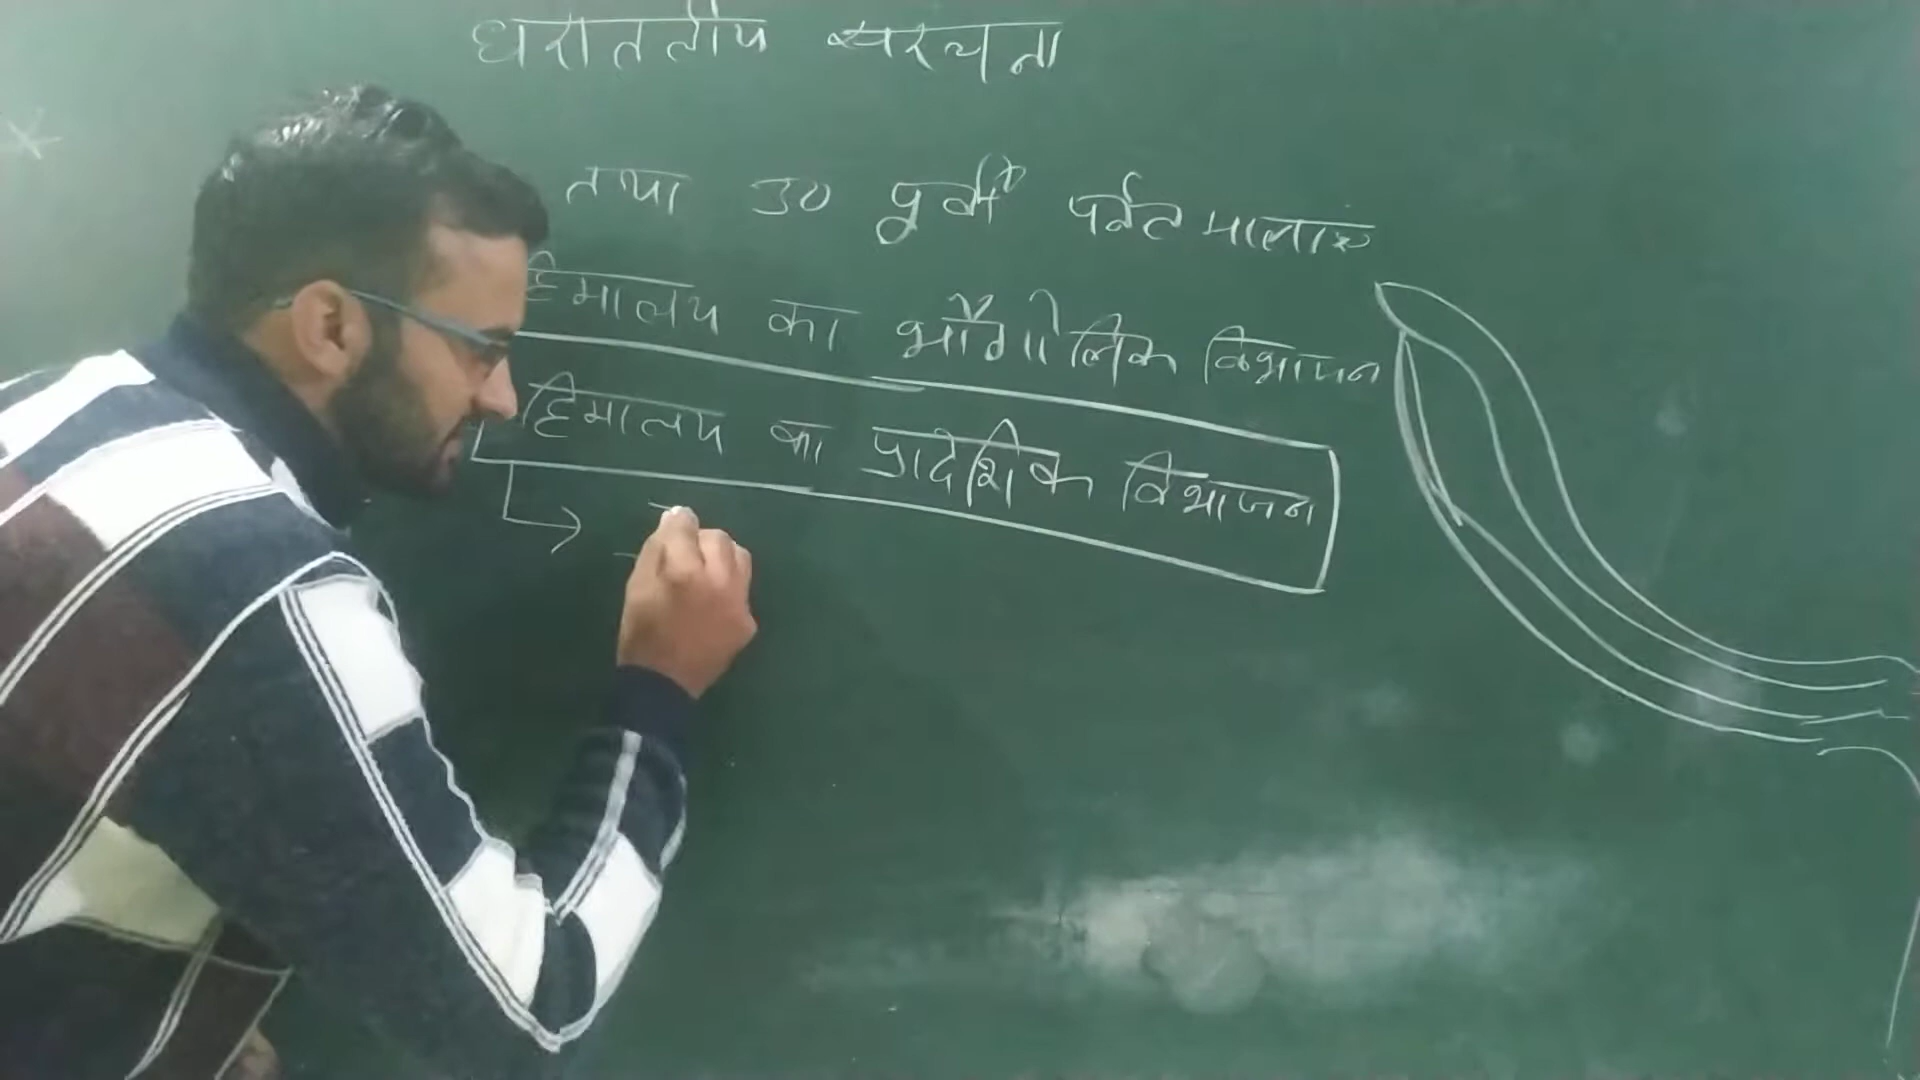 धरातलीय संरचना
तथा उ० पूर्वी पर्वत मालाए
हिमालय का भौगोलिक विभाजन
हिमालय का प्रादेशिक विभाजन